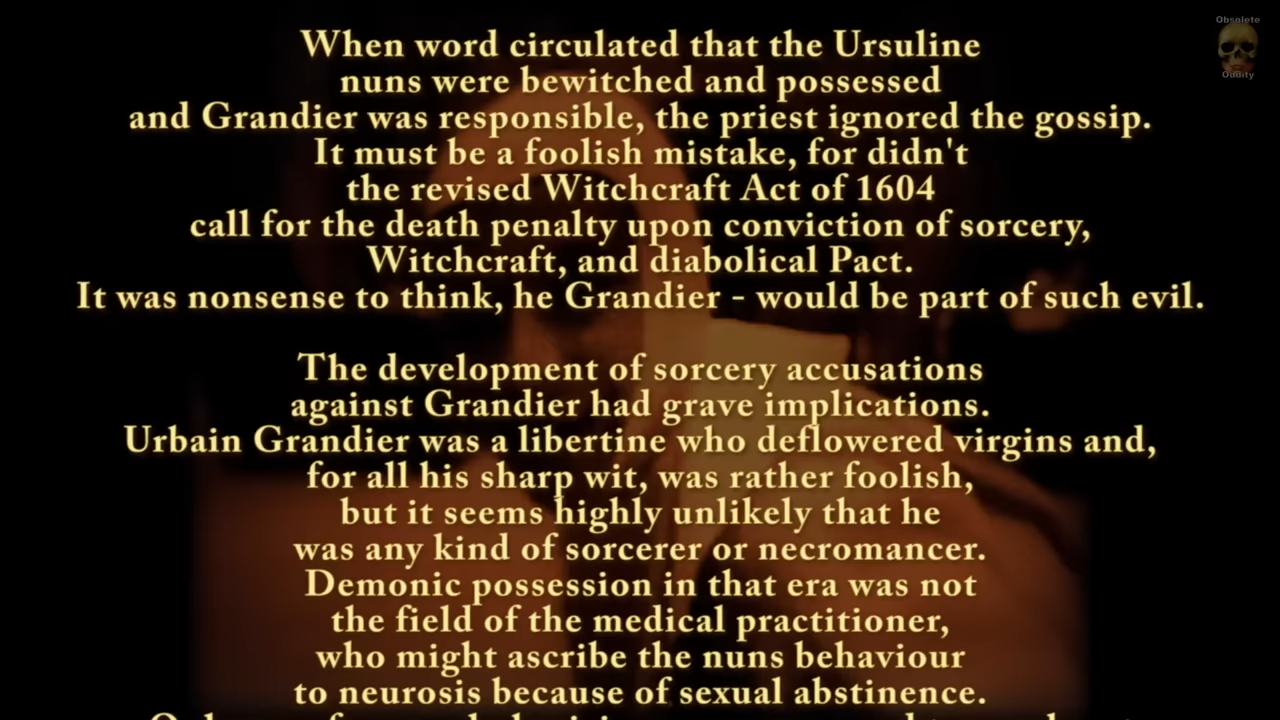 Obsolete
Oddity
When word circulated that the Ursuline
nuns were bewitched and possessed
and Grandier was responsible, the priest ignored the gossip.
It must be a foolish mistake, for didn't
the revised Witchcraft Act of 1604
call for the death penalty upon conviction of sorcery,
Witchcraft, and diabolical Pact.
It was nonsense to think, he Grandier - would be part of such evil.
The development of sorcery accusations
against Grandier had grave implications.
Urbain Grandier was a libertine who deflowered virgins and,
for all his sharp wit, was rather foolish,
but it seems highly unlikely that he
was any kind of sorcerer or necromancer.
Demonic possession in that era was not
the field of the medical practitioner,
who might ascribe the nuns behaviour
to neurosis because of sexual abstinence.